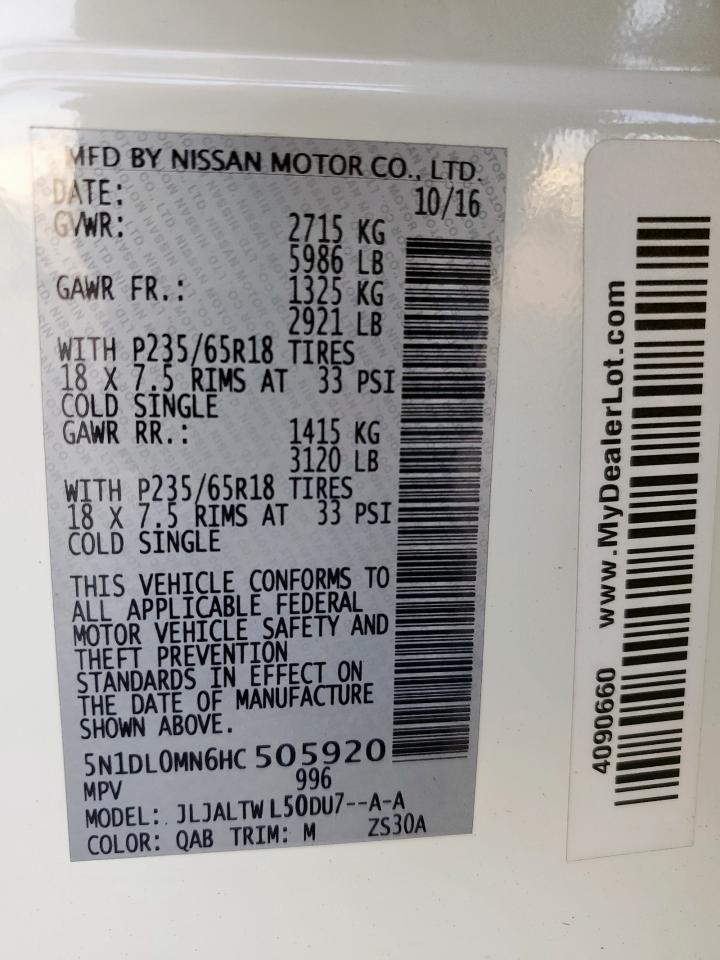 MFD BY NISSAN MOTOR CO., LTD.
DATE: 10/16
GVWR: 2715 KG
5986 LB
GAWR FR.: 1325 KG
2921 LB
WITH P235/65R18 TIRES
18 X 7.5 RIMS AT 33 PSI
COLD SINGLE
GAWR RR.: 1415 KG
3120 LB
WITH P235/65R18 TIRES
18 X 7.5 RIMS AT 33 PSI
COLD SINGLE
THIS VEHICLE CONFORMS TO
ALL APPLICABLE FEDERAL
MOTOR VEHICLE SAFETY AND
THEFT PREVENTION
STANDARDS IN EFFECT ON
THE DATE OF MANUFACTURE
SHOWN ABOVE.
5N1DL0MN6HC 505920
MPV 996
MODEL: JLJALTW L50DU7--A-A
COLOR: QAB TRIM: M ZS30A
4090660 www.MyDealerLot.com